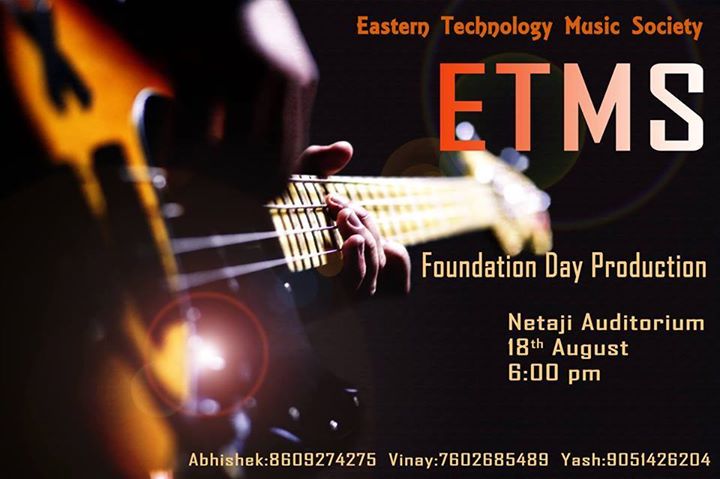 Eastern Technology Music Society
ETMS
Foundation Day Production
Netaji Auditorium
18th August
6:00 pm
Abhishek:8609274275 Vinay:7602685489 Yash:9051426204